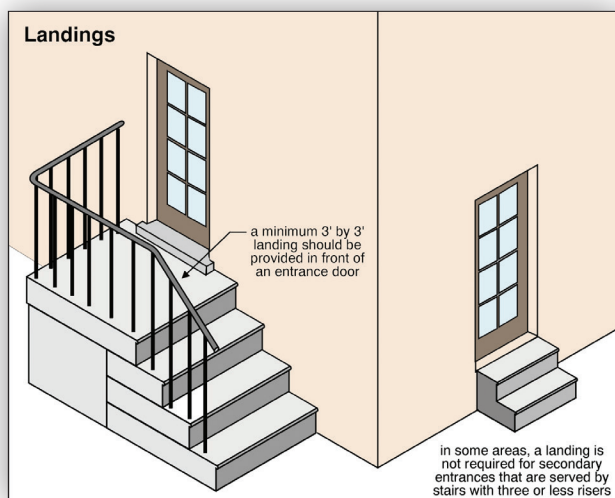 Landings
a minimum 3' by 3'
landing should be
provided in front of
an entrance door
in some areas, a landing is
not required for secondary
entrances that are served by
stairs with three or less risers